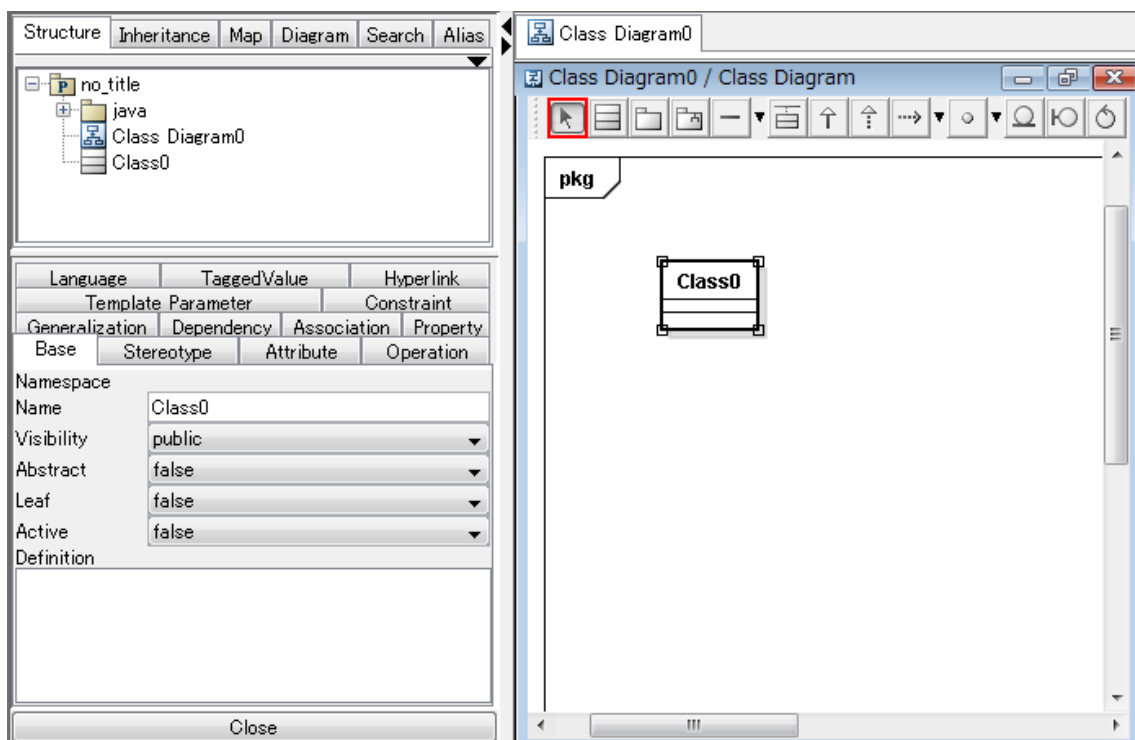 Structure Inheritance Map Diagram Search Alias
no_title
java
Class Diagram0
Class0
Language TaggedValue Hyperlink
Template Parameter Constraint
Generalization Dependency Association Property
Base Stereotype Attribute Operation
Namespace
Name Class0
Visibility public
Abstract false
Leaf false
Active false
Definition
Close
Class Diagram0
Class Diagram0 / Class Diagram
pkg
Class0